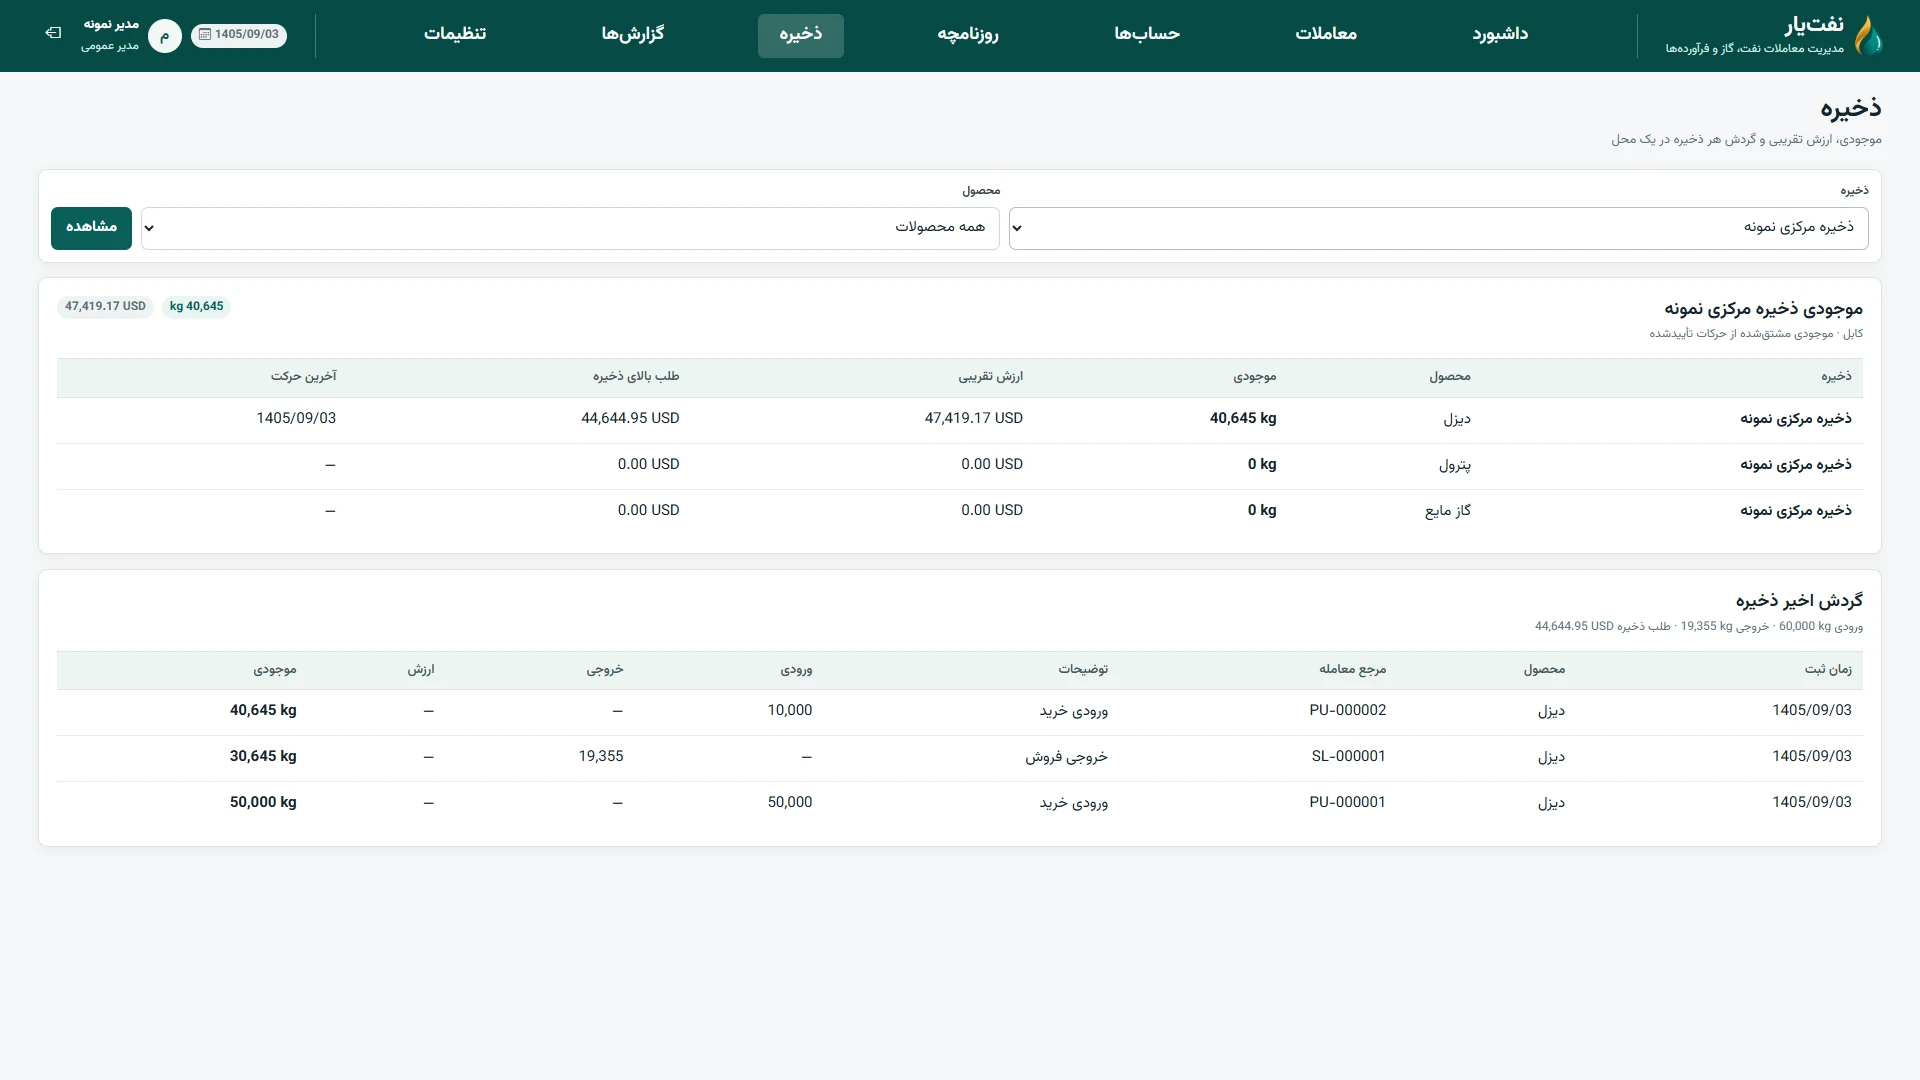 نفت‌یار
مدیریت معاملات نفت، گاز و فرآورده‌ها
داشبورد
معاملات
حساب‌ها
روزنامچه
ذخیره
گزارش‌ها
تنظیمات
1405/09/03
م
مدیر نمونه
مدیر عمومی
ذخیره
موجودی، ارزش تقریبی و گردش هر ذخیره در یک محل
ذخیره
محصول
ذخیره مرکزی نمونه
همه محصولات
مشاهده
موجودی ذخیره مرکزی نمونه
کابل · موجودی مشتق‌شده از حرکات تأییدشده
40,645 kg
47,419.17 USD
ذخیره محصول موجودی ارزش تقریبی طلب بالای ذخیره آخرین حرکت
ذخیره مرکزی نمونه دیزل 40,645 kg 47,419.17 USD 44,644.95 USD 1405/09/03
ذخیره مرکزی نمونه پترول 0 kg 0.00 USD 0.00 USD —
ذخیره مرکزی نمونه گاز مایع 0 kg 0.00 USD 0.00 USD —
گردش اخیر ذخیره
ورودی 60,000 kg · خروجی 19,355 kg · طلب ذخیره 44,644.95 USD
زمان ثبت محصول مرجع معامله توضیحات ورودی خروجی ارزش موجودی
1405/09/03 دیزل PU-000002 ورودی خرید 10,000 — — 40,645 kg
1405/09/03 دیزل SL-000001 خروجی فروش — 19,355 — 30,645 kg
1405/09/03 دیزل PU-000001 ورودی خرید 50,000 — — 50,000 kg